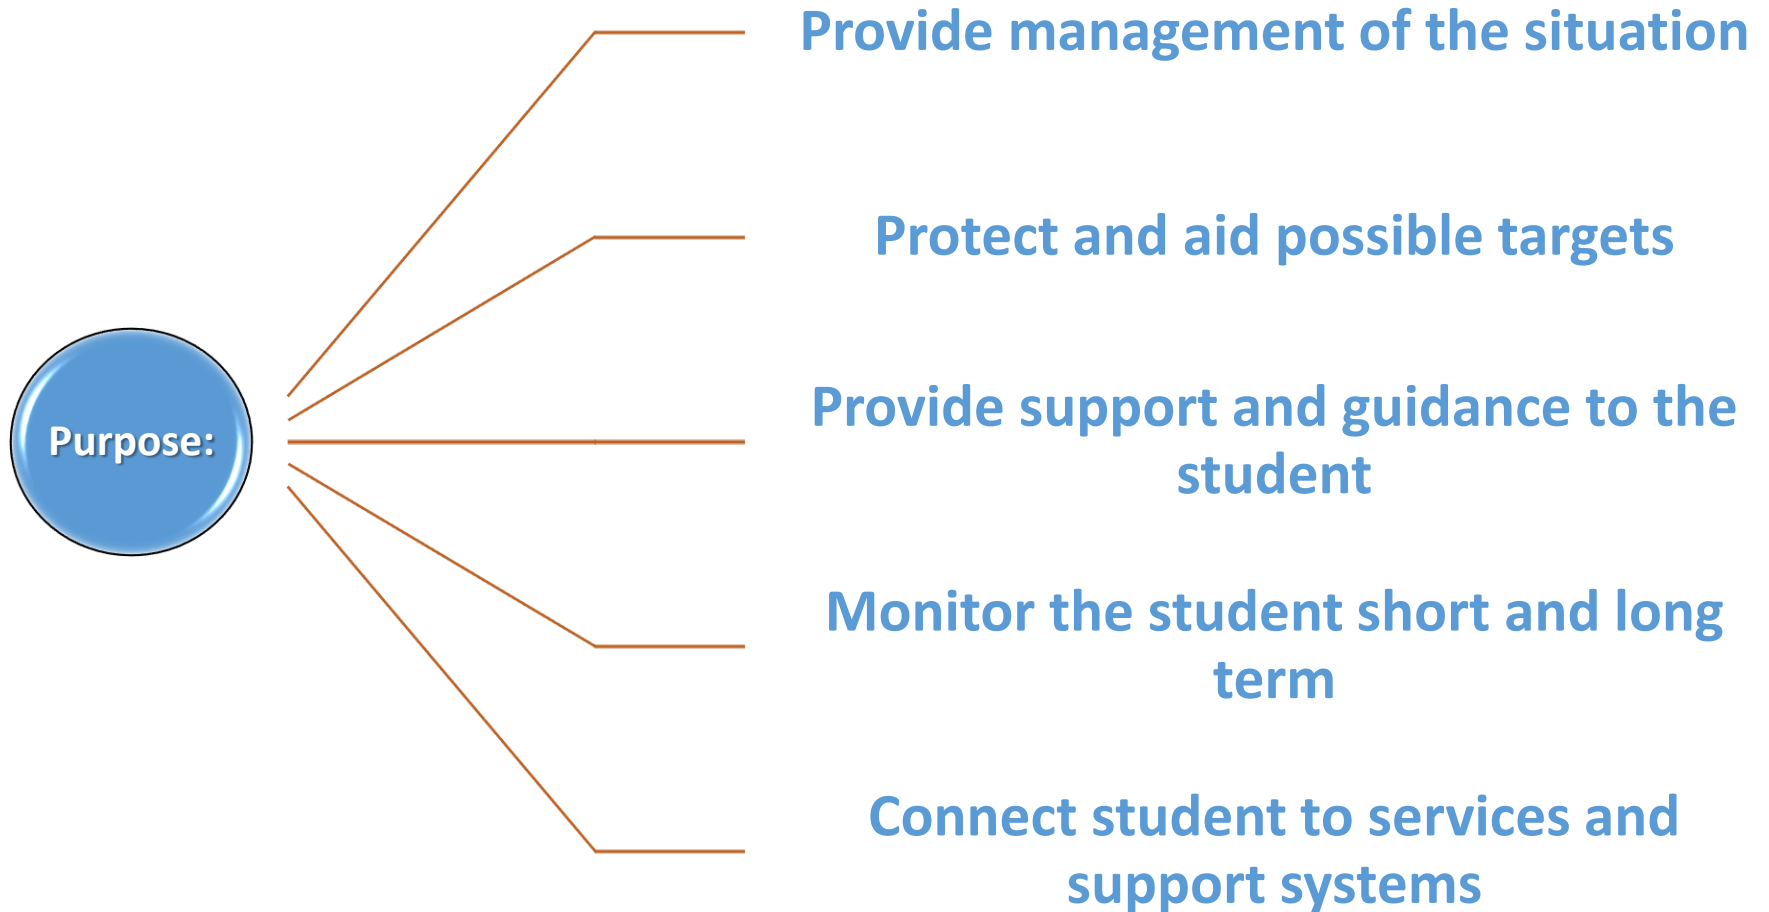 Purpose:
Provide management of the situation
Protect and aid possible targets
Provide support and guidance to the
student
Monitor the student short and long
term
Connect student to services and
support systems